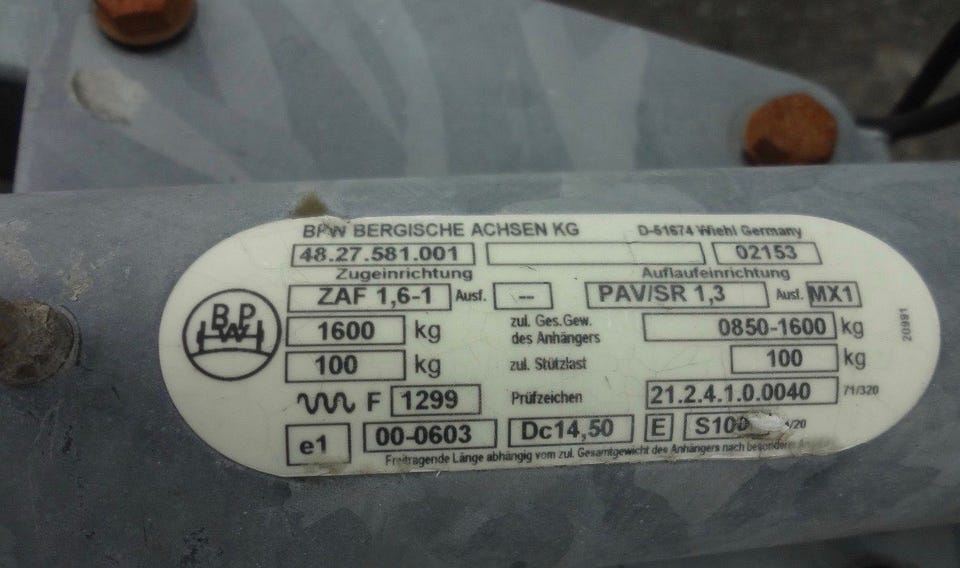 BPW BERGISCHE ACHSEN KG D-51674 Wiehl Germany
48.27.581.001 02153
Zugeinrichtung Auflaufeinrichtung
ZAF 1,6-1 Ausf. -- PAV/SR 1,3 Ausf. MX1
1600 kg zul. Ges.Gew. des Anhängers 0850-1600 kg
100 kg zul. Stützlast 100 kg
F 1299 Prüfzeichen 21.2.4.1.0.0040 71/320
e1 00-0603 Dc14,50 E S100 /20
Freitragende Länge abhängig vom zul. Gesamtgewicht des Anhängers nach besonderer
BPW
20991